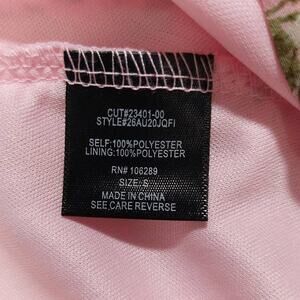 CUT#23401-00
STYLE#26AU20JQFI
SELF:100%POLYESTER
LINING:100%POLYESTER
RN# 106289
SIZE: S
MADE IN CHINA
SEE CARE REVERSE